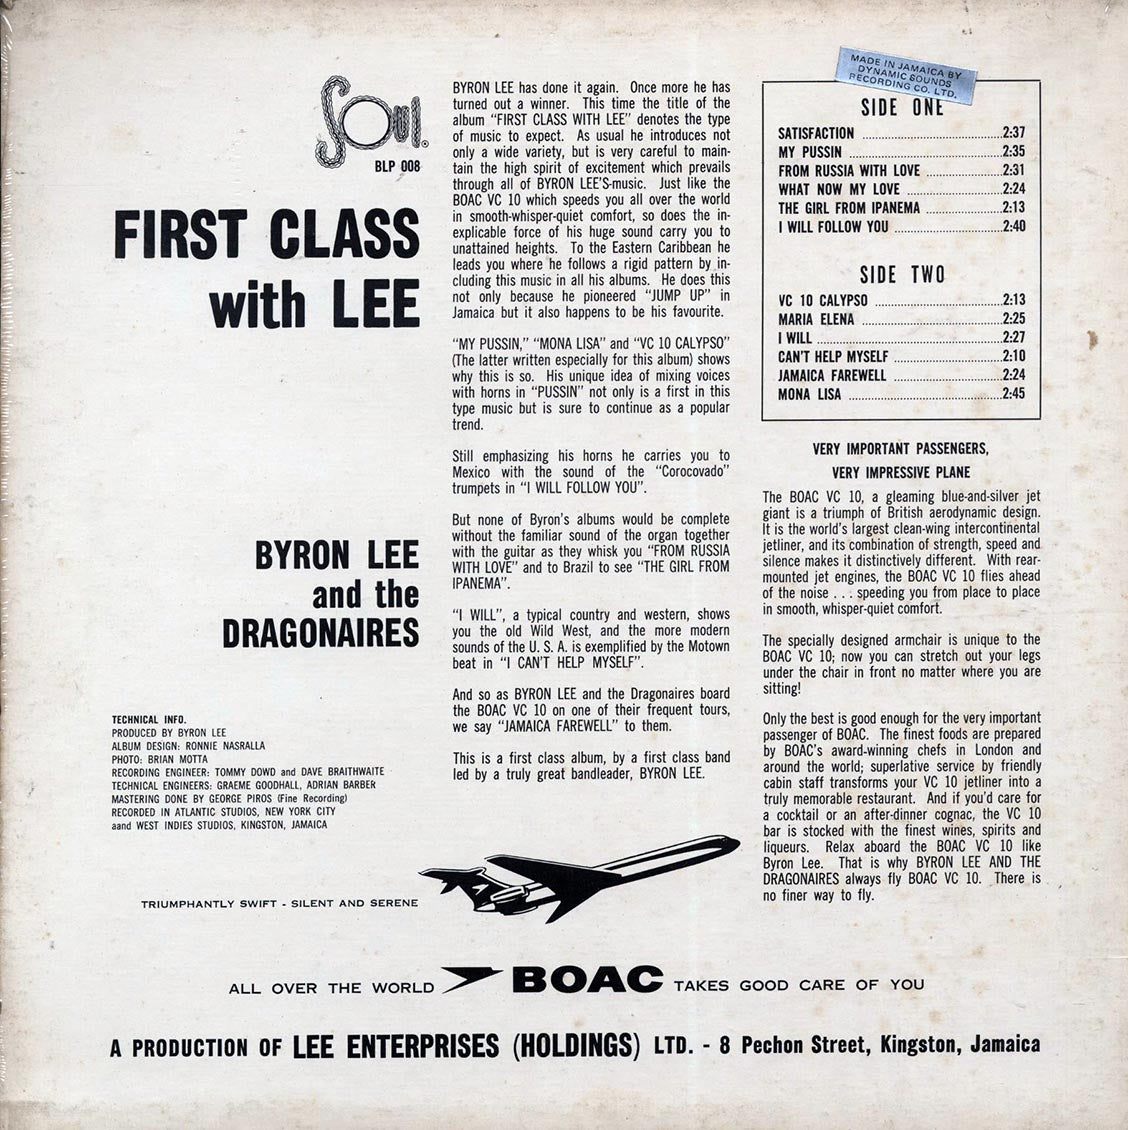 Soul.
BLP 008
FIRST CLASS
with LEE
BYRON LEE
and the
DRAGONAIRES
TECHNICAL INFO.
PRODUCED BY BYRON LEE
ALBUM DESIGN: RONNIE NASRALLA
PHOTO: BRIAN MOTTA
RECORDING ENGINEER: TOMMY DOWD and DAVE BRAITHWAITE
TECHNICAL ENGINEERS: GRAEME GOODHALL, ADRIAN BARBER
MASTERING DONE BY GEORGE PIROS (Fine Recording)
RECORDED IN ATLANTIC STUDIOS, NEW YORK CITY
aand WEST INDIES STUDIOS, KINGSTON, JAMAICA
BYRON LEE has done it again. Once more he has
turned out a winner. This time the title of the
album "FIRST CLASS WITH LEE" denotes the type
of music to expect. As usual he introduces not
only a wide variety, but is very careful to main-
tain the high spirit of excitement which prevails
through all of BYRON LEE'S-music. Just like the
BOAC VC 10 which speeds you all over the world
in smooth-whisper-quiet comfort, so does the in-
explicable force of his huge sound carry you to
unattained heights. To the Eastern Caribbean he
leads you where he follows a rigid pattern by in-
cluding this music in all his albums. He does this
not only because he pioneered "JUMP UP" in
Jamaica but it also happens to be his favourite.
"MY PUSSIN," "MONA LISA" and "VC 10 CALYPSO"
(The latter written especially for this album) shows
why this is so. His unique idea of mixing voices
with horns in "PUSSIN" not only is a first in this
type music but is sure to continue as a popular
trend.
Still emphasizing his horns he carries you to
Mexico with the sound of the "Corocovado"
trumpets in "I WILL FOLLOW YOU".
But none of Byron's albums would be complete
without the familiar sound of the organ together
with the guitar as they whisk you "FROM RUSSIA
WITH LOVE" and to Brazil to see "THE GIRL FROM
IPANEMA".
"I WILL", a typical country and western, shows
you the old Wild West, and the more modern
sounds of the U. S. A. is exemplified by the Motown
beat in "I CAN'T HELP MYSELF".
And so as BYRON LEE and the Dragonaires board
the BOAC VC 10 on one of their frequent tours,
we say "JAMAICA FAREWELL" to them.
This is a first class album, by a first class band
led by a truly great bandleader, BYRON LEE.
MADE IN JAMAICA BY
DYNAMIC SOUNDS
RECORDING CO. LTD.
SIDE ONE
SATISFACTION ........ 2:37
MY PUSSIN ........ 2:35
FROM RUSSIA WITH LOVE ........ 2:31
WHAT NOW MY LOVE ........ 2:24
THE GIRL FROM IPANEMA ........ 2:13
I WILL FOLLOW YOU ........ 2:40
SIDE TWO
VC 10 CALYPSO ........ 2:13
MARIA ELENA ........ 2:25
I WILL ........ 2:27
CAN'T HELP MYSELF ........ 2:10
JAMAICA FAREWELL ........ 2:24
MONA LISA ........ 2:45
VERY IMPORTANT PASSENGERS,
VERY IMPRESSIVE PLANE
The BOAC VC 10, a gleaming blue-and-silver jet
giant is a triumph of British aerodynamic design.
It is the world's largest clean-wing intercontinental
jetliner, and its combination of strength, speed and
silence makes it distinctively different. With rear-
mounted jet engines, the BOAC VC 10 flies ahead
of the noise . . . speeding you from place to place
in smooth, whisper-quiet comfort.
The specially designed armchair is unique to the
BOAC VC 10; now you can stretch out your legs
under the chair in front no matter where you are
sitting!
Only the best is good enough for the very important
passenger of BOAC. The finest foods are prepared
by BOAC's award-winning chefs in London and
around the world; superlative service by friendly
cabin staff transforms your VC 10 jetliner into a
truly memorable restaurant. And if you'd care for
a cocktail or an after-dinner cognac, the VC 10
bar is stocked with the finest wines, spirits and
liqueurs. Relax aboard the BOAC VC 10 like
Byron Lee. That is why BYRON LEE AND THE
DRAGONAIRES always fly BOAC VC 10. There is
no finer way to fly.
TRIUMPHANTLY SWIFT - SILENT AND SERENE
ALL OVER THE WORLD BOAC TAKES GOOD CARE OF YOU
A PRODUCTION OF LEE ENTERPRISES (HOLDINGS) LTD. - 8 Pechon Street, Kingston, Jamaica